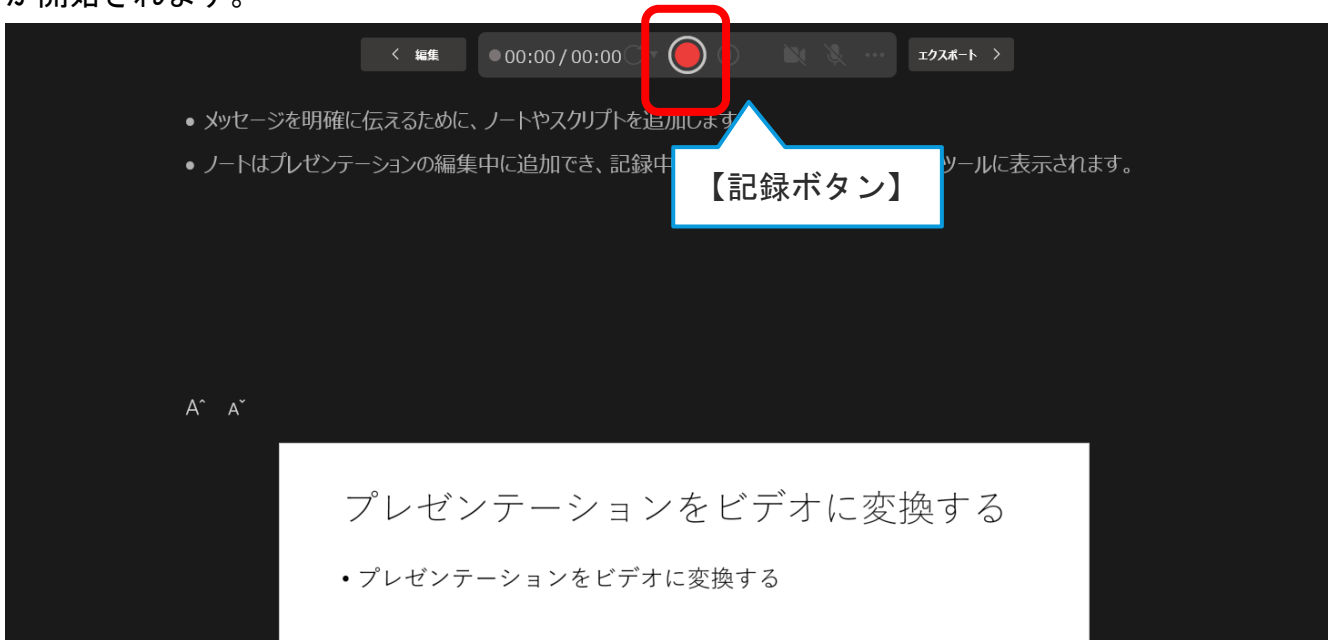 が開始されます。
編集
00:00 / 00:00
エクスポート
• メッセージを明確に伝えるために、ノートやスクリプトを追加します
• ノートはプレゼンテーションの編集中に追加でき、記録中
ツールに表示されます。
【記録ボタン】
A A
プレゼンテーションをビデオに変換する
• プレゼンテーションをビデオに変換する